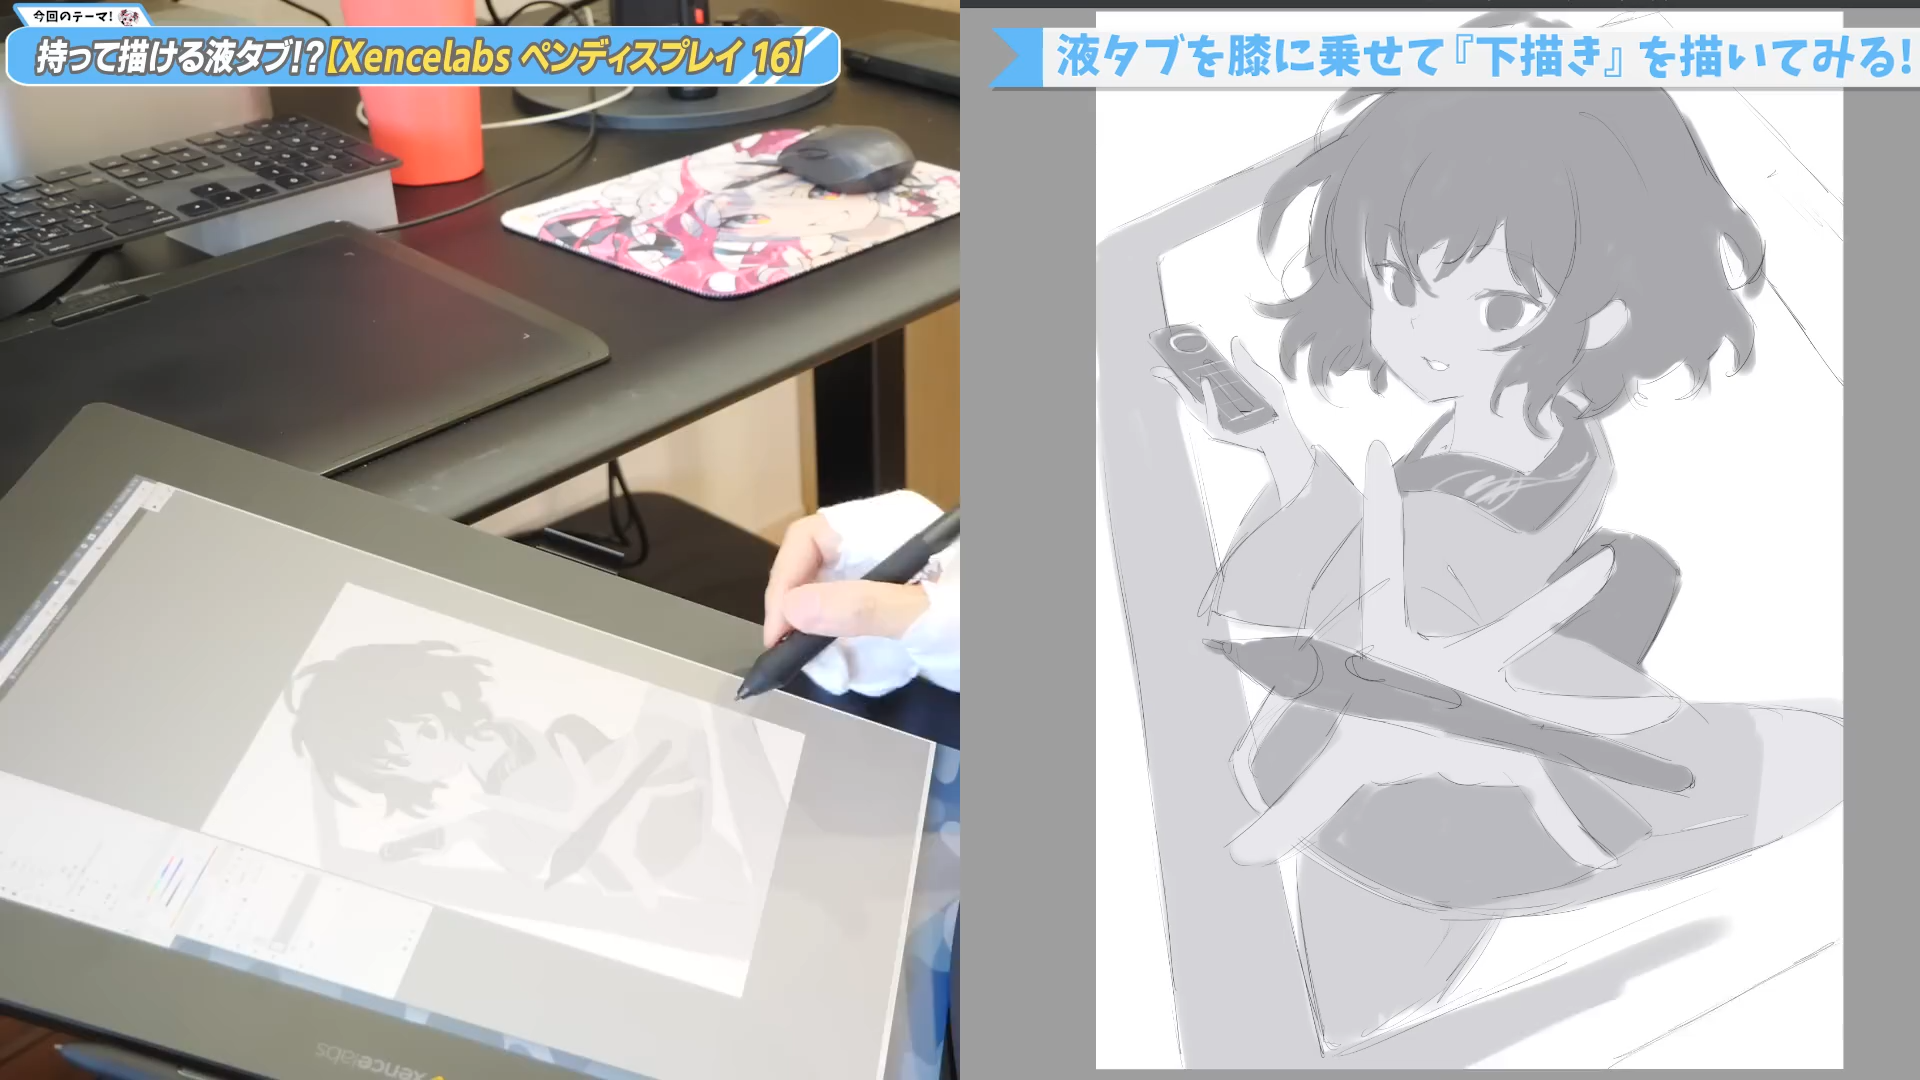 今回のテーマ!
持って描ける液タブ!?【Xencelabs ペンディスプレイ 16】
液タブを膝に乗せて『下描き』を描いてみる!
xencelabs